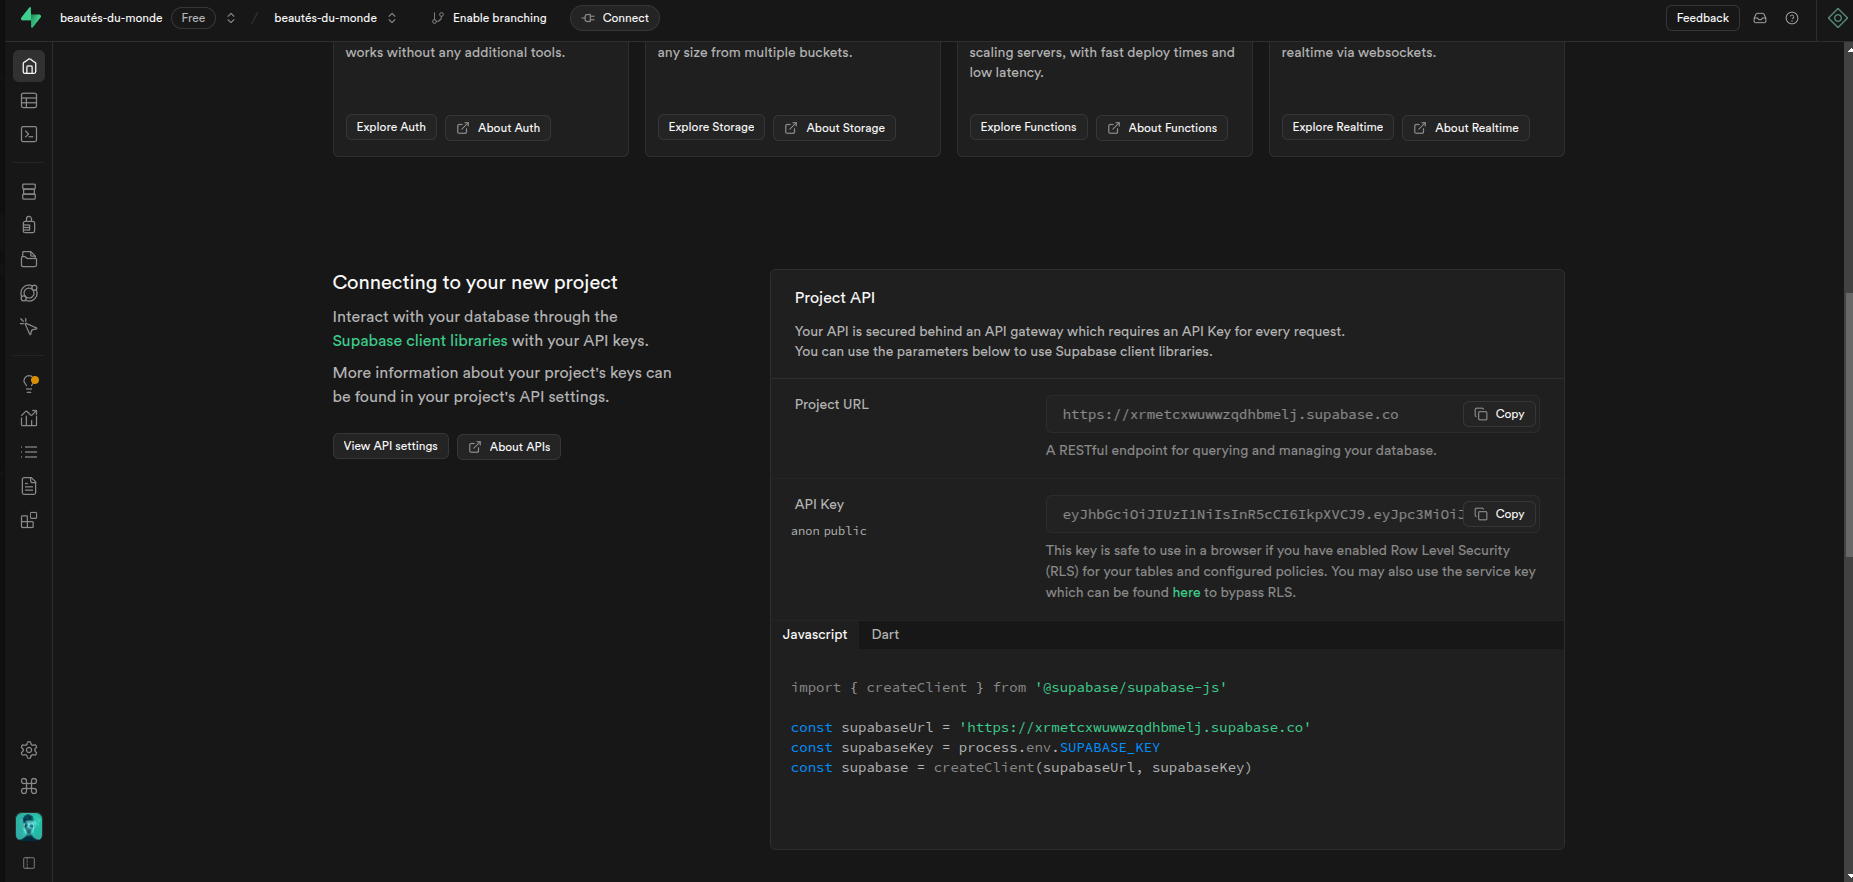 beautés-du-monde Free beautés-du-monde Enable branching Connect Feedback
works without any additional tools.
Explore Auth About Auth
any size from multiple buckets.
Explore Storage About Storage
scaling servers, with fast deploy times and
low latency.
Explore Functions About Functions
realtime via websockets.
Explore Realtime About Realtime
Connecting to your new project
Interact with your database through the
Supabase client libraries with your API keys.
More information about your project's keys can
be found in your project's API settings.
View API settings About APIs
Project API
Your API is secured behind an API gateway which requires an API Key for every request.
You can use the parameters below to use Supabase client libraries.
Project URL
https://xrmetcxwuwwzqdhbmelj.supabase.co Copy
A RESTful endpoint for querying and managing your database.
API Key
anon public
eyJhbGciOiJIUzI1NiIsInR5cCI6IkpXVCJ9.eyJpc3MiOiJ Copy
This key is safe to use in a browser if you have enabled Row Level Security
(RLS) for your tables and configured policies. You may also use the service key
which can be found here to bypass RLS.
Javascript Dart
import { createClient } from '@supabase/supabase-js'
const supabaseUrl = 'https://xrmetcxwuwwzqdhbmelj.supabase.co'
const supabaseKey = process.env.SUPABASE_KEY
const supabase = createClient(supabaseUrl, supabaseKey)